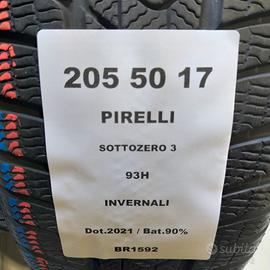 205 50 17
PIRELLI
SOTTOZERO 3
93H
INVERNALI
Dot.2021 / Bat.90%
BR1592
subito